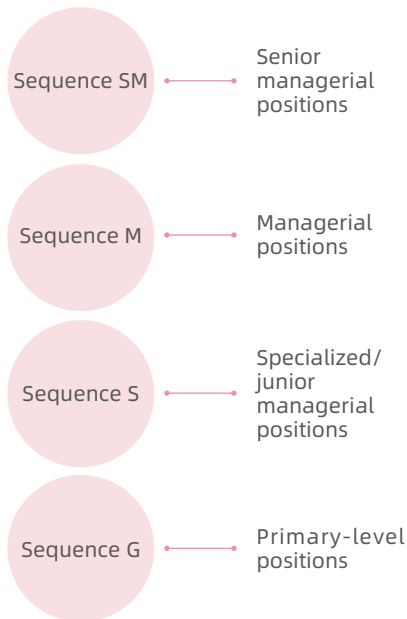 Sequence SM
Senior
managerial
positions
Sequence M
Managerial
positions
Sequence S
Specialized/
junior
managerial
positions
Sequence G
Primary-level
positions